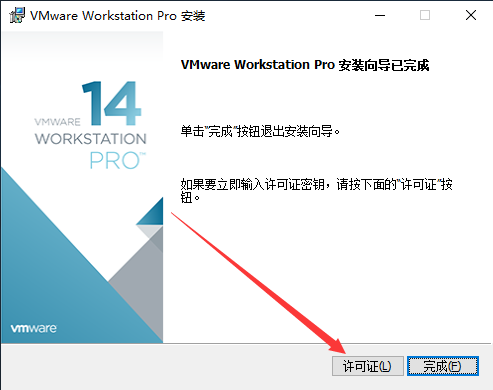 VMware Workstation Pro 安装
VMWARE 14
WORKSTATION
PRO™
VMware Workstation Pro 安装向导已完成
单击"完成"按钮退出安装向导。
如果要立即输入许可证密钥，请按下面的"许可证"按
钮。
vmware
许可证(L) 完成(F)